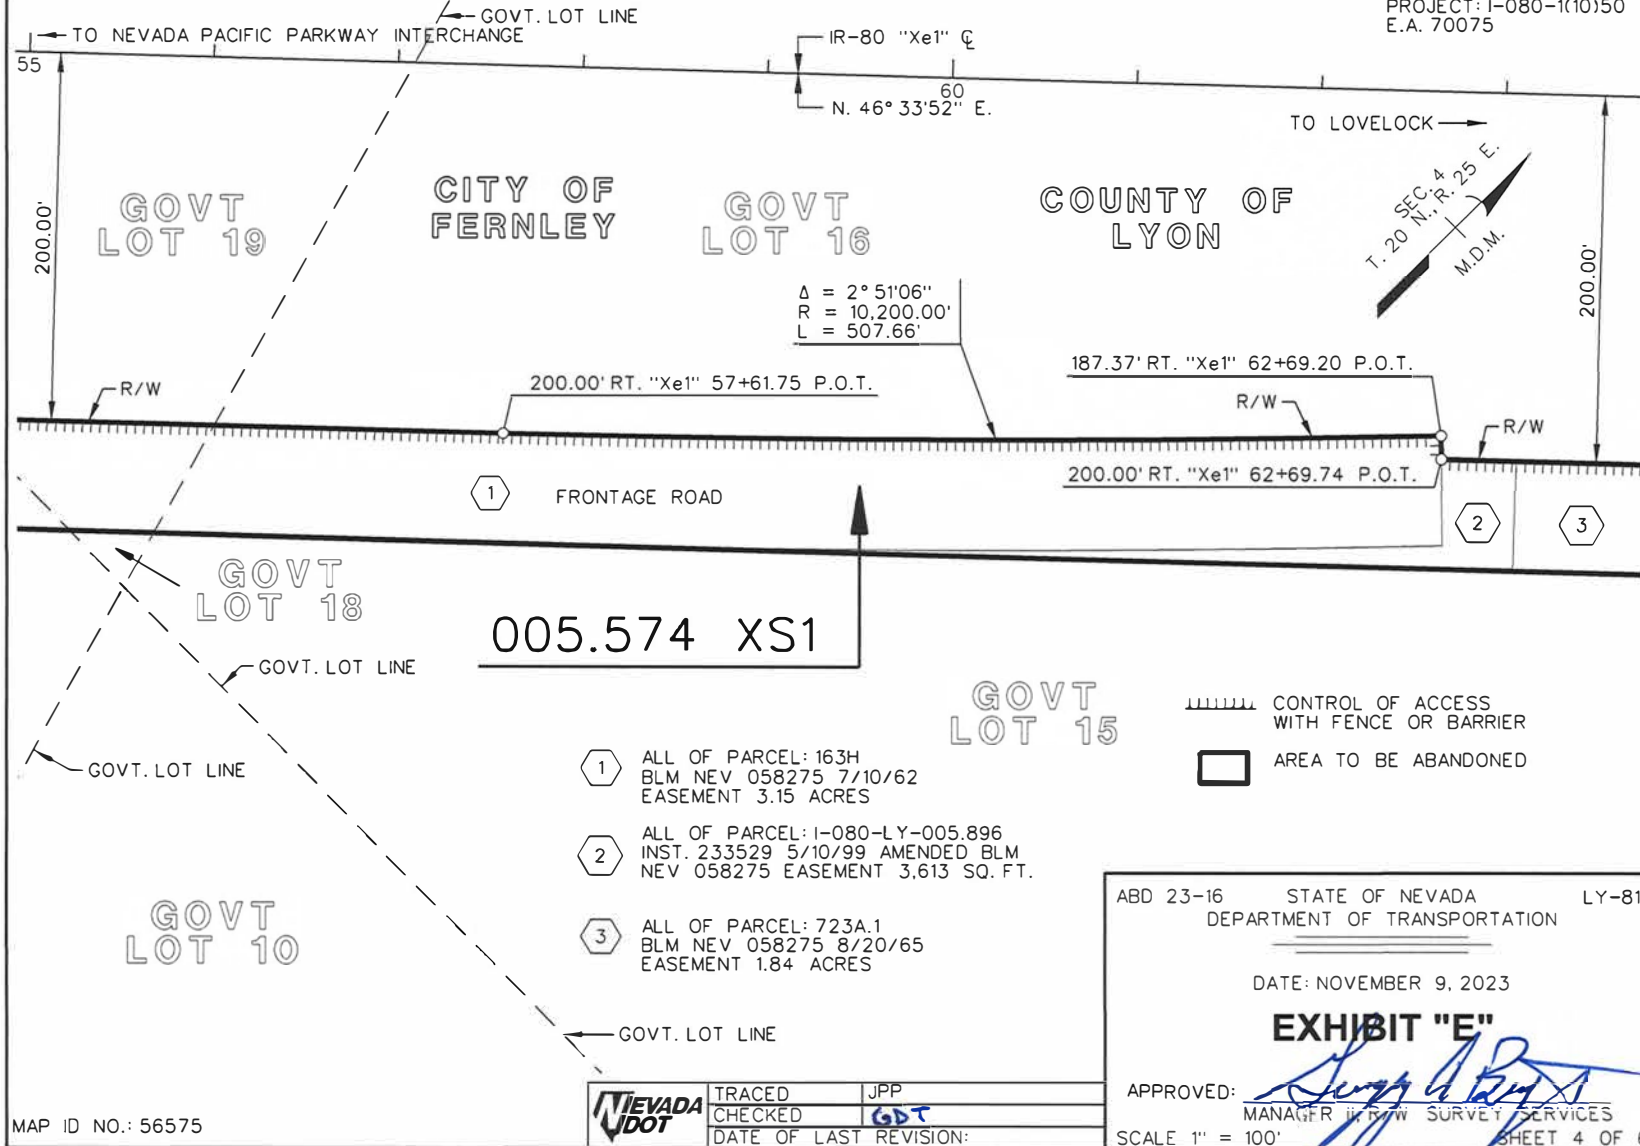 PROJECT: I-080-1(10)50
E.A. 70075
GOVT. LOT LINE
TO NEVADA PACIFIC PARKWAY INTERCHANGE
IR-80 "Xe1" ℄
55
60
N. 46° 33'52" E.
TO LOVELOCK
SEC. 4
T. 20 N., R. 25 E.
M.D.M.
200.00'
GOVT
LOT 19
CITY OF
FERNLEY
GOVT
LOT 16
COUNTY OF
LYON
200.00'
Δ = 2° 51'06"
R = 10,200.00'
L = 507.66'
R/W
200.00' RT. "Xe1" 57+61.75 P.O.T.
187.37' RT. "Xe1" 62+69.20 P.O.T.
R/W
R/W
200.00' RT. "Xe1" 62+69.74 P.O.T.
1
FRONTAGE ROAD
2
3
GOVT
LOT 18
005.574 XS1
GOVT. LOT LINE
GOVT. LOT LINE
GOVT
LOT 15
CONTROL OF ACCESS
WITH FENCE OR BARRIER
AREA TO BE ABANDONED
1
ALL OF PARCEL: 163H
BLM NEV 058275 7/10/62
EASEMENT 3.15 ACRES
2
ALL OF PARCEL: I-080-LY-005.896
INST. 233529 5/10/99 AMENDED BLM
NEV 058275 EASEMENT 3,613 SQ. FT.
3
ALL OF PARCEL: 723A.1
BLM NEV 058275 8/20/65
EASEMENT 1.84 ACRES
GOVT
LOT 10
GOVT. LOT LINE
ABD 23-16 STATE OF NEVADA LY-81
DEPARTMENT OF TRANSPORTATION
DATE: NOVEMBER 9, 2023
EXHIBIT "E"
APPROVED:
MANAGER II, R/W SURVEY SERVICES
SCALE 1" = 100' SHEET 4 OF
NEVADA
DOT
TRACED JPP
CHECKED GDT
DATE OF LAST REVISION:
MAP ID NO.: 56575